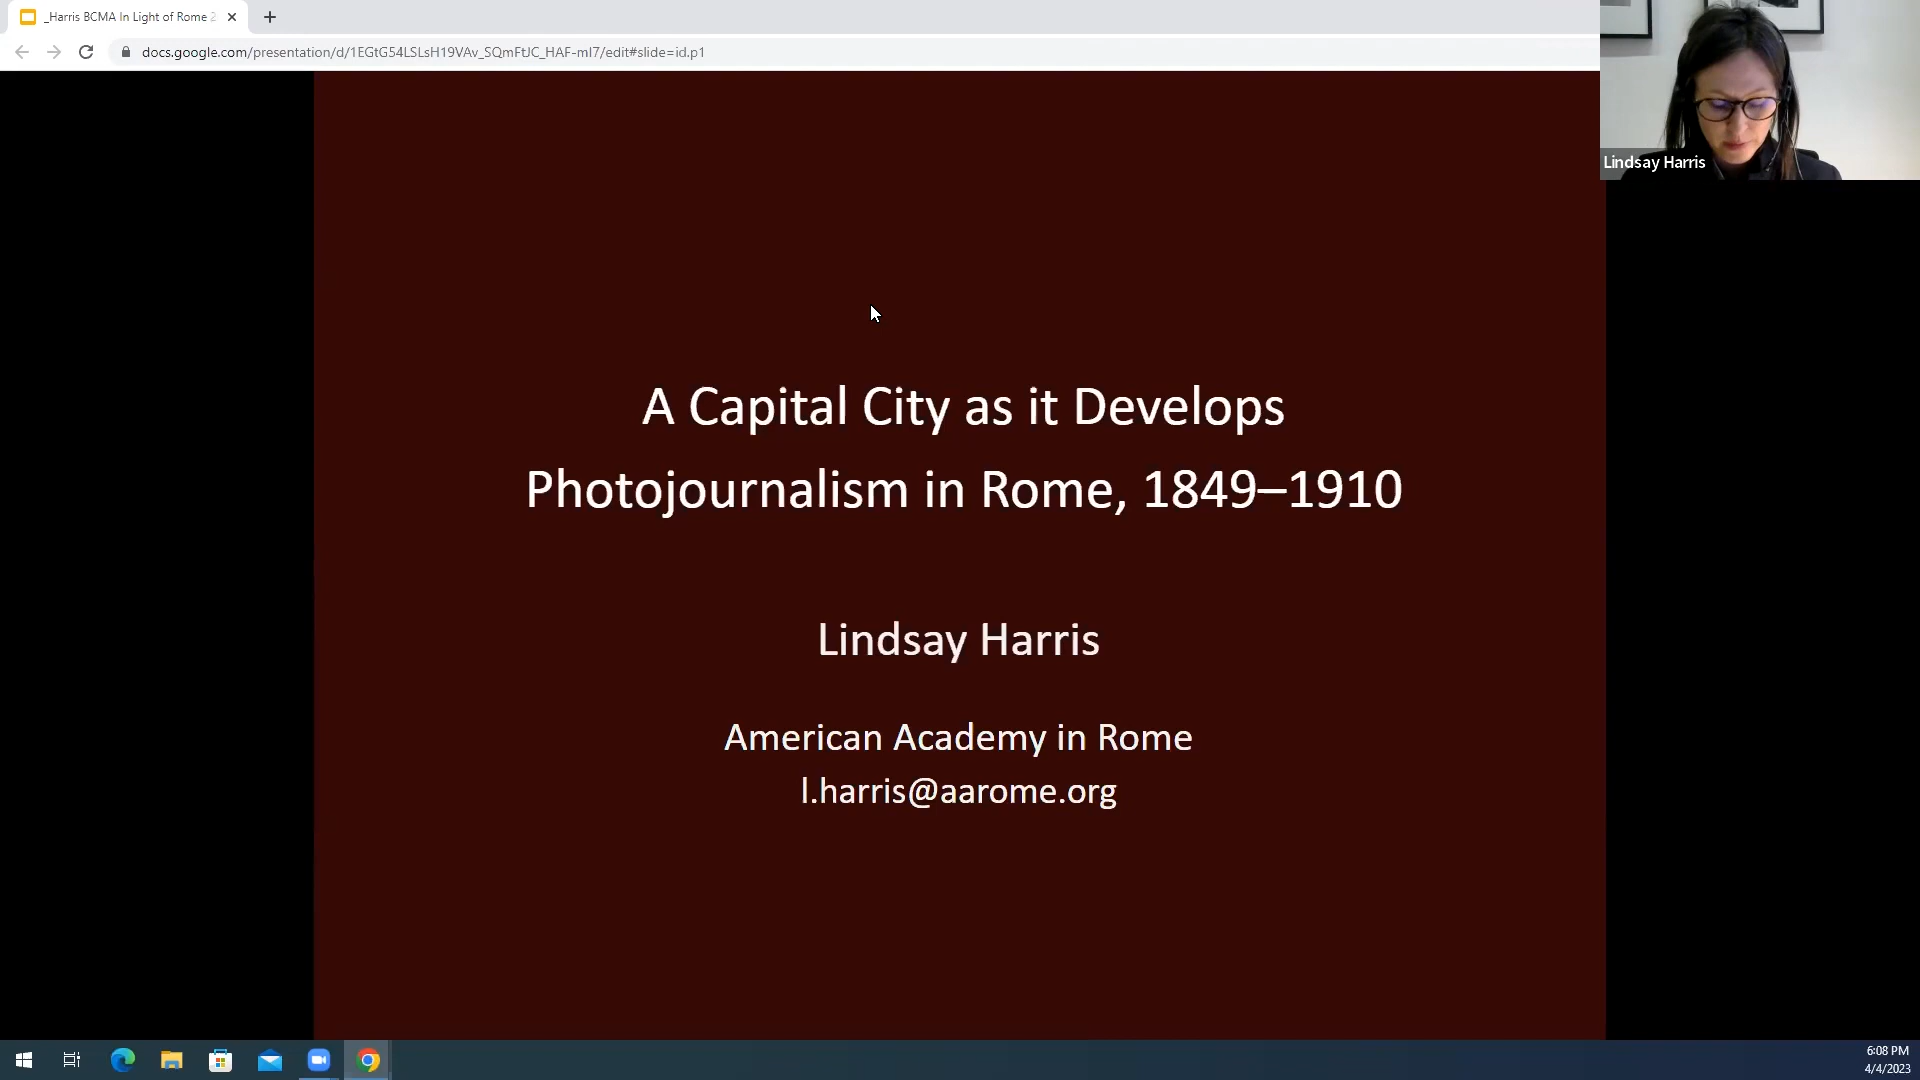 _Harris BCMA In Light of Rome 2
docs.google.com/presentation/d/1EGtG54LSLsH19VAv_SQmFtJC_HAF-mI7/edit#slide=id.p1
Lindsay Harris
A Capital City as it Develops
Photojournalism in Rome, 1849–1910
Lindsay Harris
American Academy in Rome
l.harris@aarome.org
6:08 PM
4/4/2023